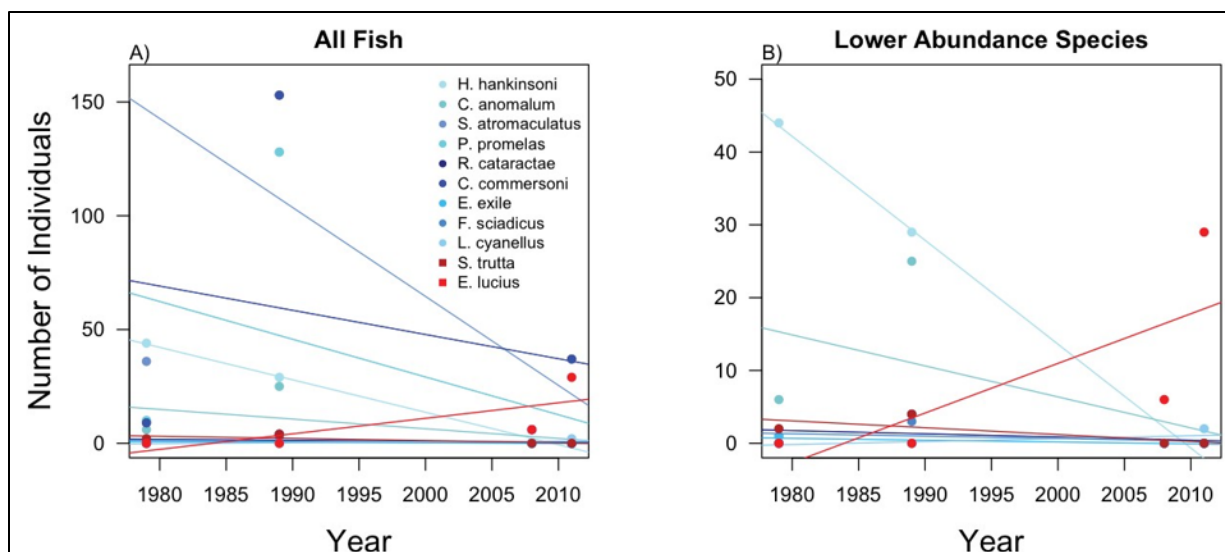 All Fish
Lower Abundance Species
A)
B)
H. hankinsoni
C. anomalum
S. atromaculatus
P. promelas
R. cataractae
C. commersoni
E. exile
F. sciadicus
L. cyanellus
S. trutta
E. lucius
Number of Individuals
150
100
50
0
1980 1985 1990 1995 2000 2005 2010
Year
50
40
30
20
10
0
1980 1985 1990 1995 2000 2005 2010
Year